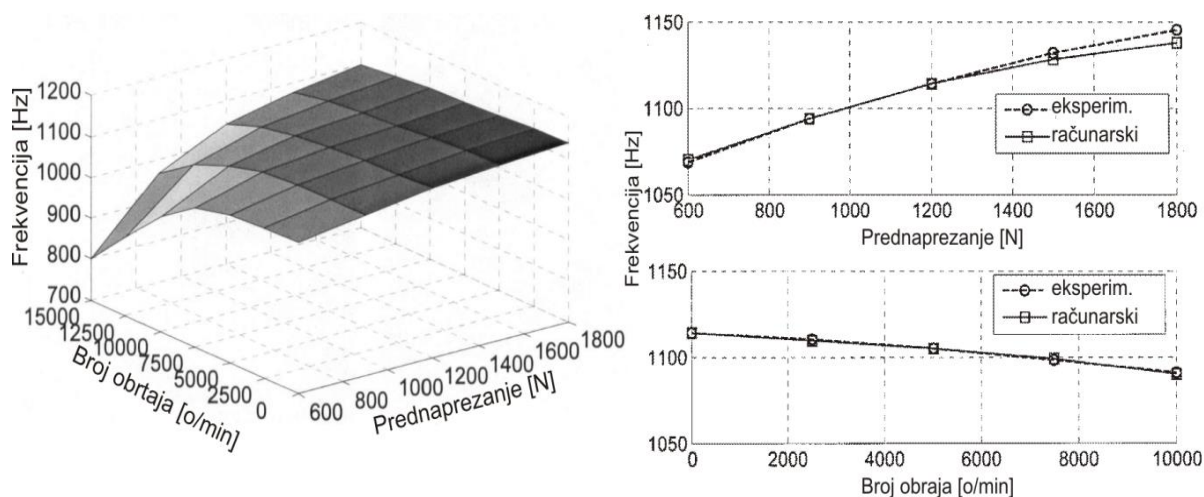 Frekvencija [Hz]
1200
1100
1000
900
800
700
15000
12500
10000
7500
5000
2500
0
Broj obrtaja [o/min]
600
800
1000
1200
1400
1600
1800
Prednaprezanje [N]
Frekvencija [Hz]
1150
1100
1050
eksperim.
računarski
600 800 1000 1200 1400 1600 1800
Prednaprezanje [N]
1150
1100
1050
eksperim.
računarski
0 2000 4000 6000 8000 10000
Broj obraja [o/min]